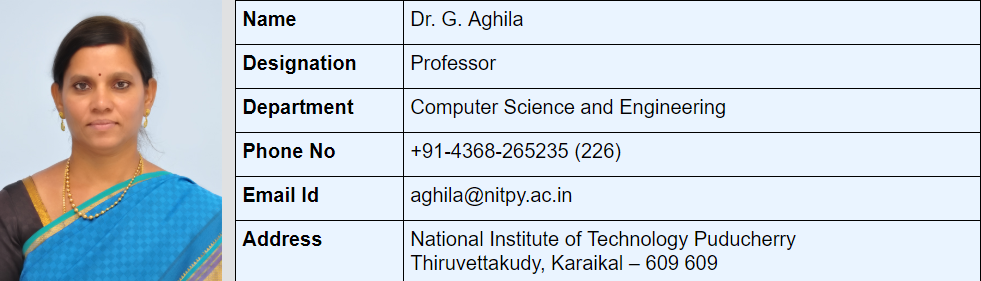 Name Dr. G. Aghila
Designation Professor
Department Computer Science and Engineering
Phone No +91-4368-265235 (226)
Email Id aghila@nitpy.ac.in
Address National Institute of Technology Puducherry
Thiruvettakudy, Karaikal – 609 609